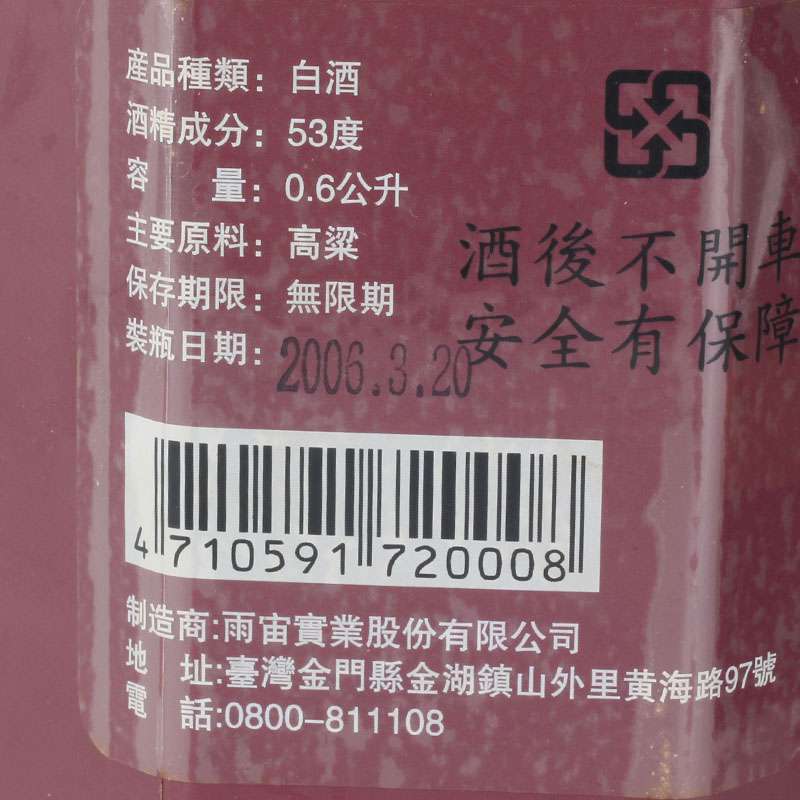 産品種類：白酒
酒精成分：53度
容量：0.6公升
主要原料：高粱
保存期限：無限期
裝瓶日期：2006.3.20
酒後不開車
安全有保障
4 710591 720008
制造商:雨宙實業股份有限公司
地址:臺灣金門縣金湖鎮山外里黄海路97號
電話:0800-811108